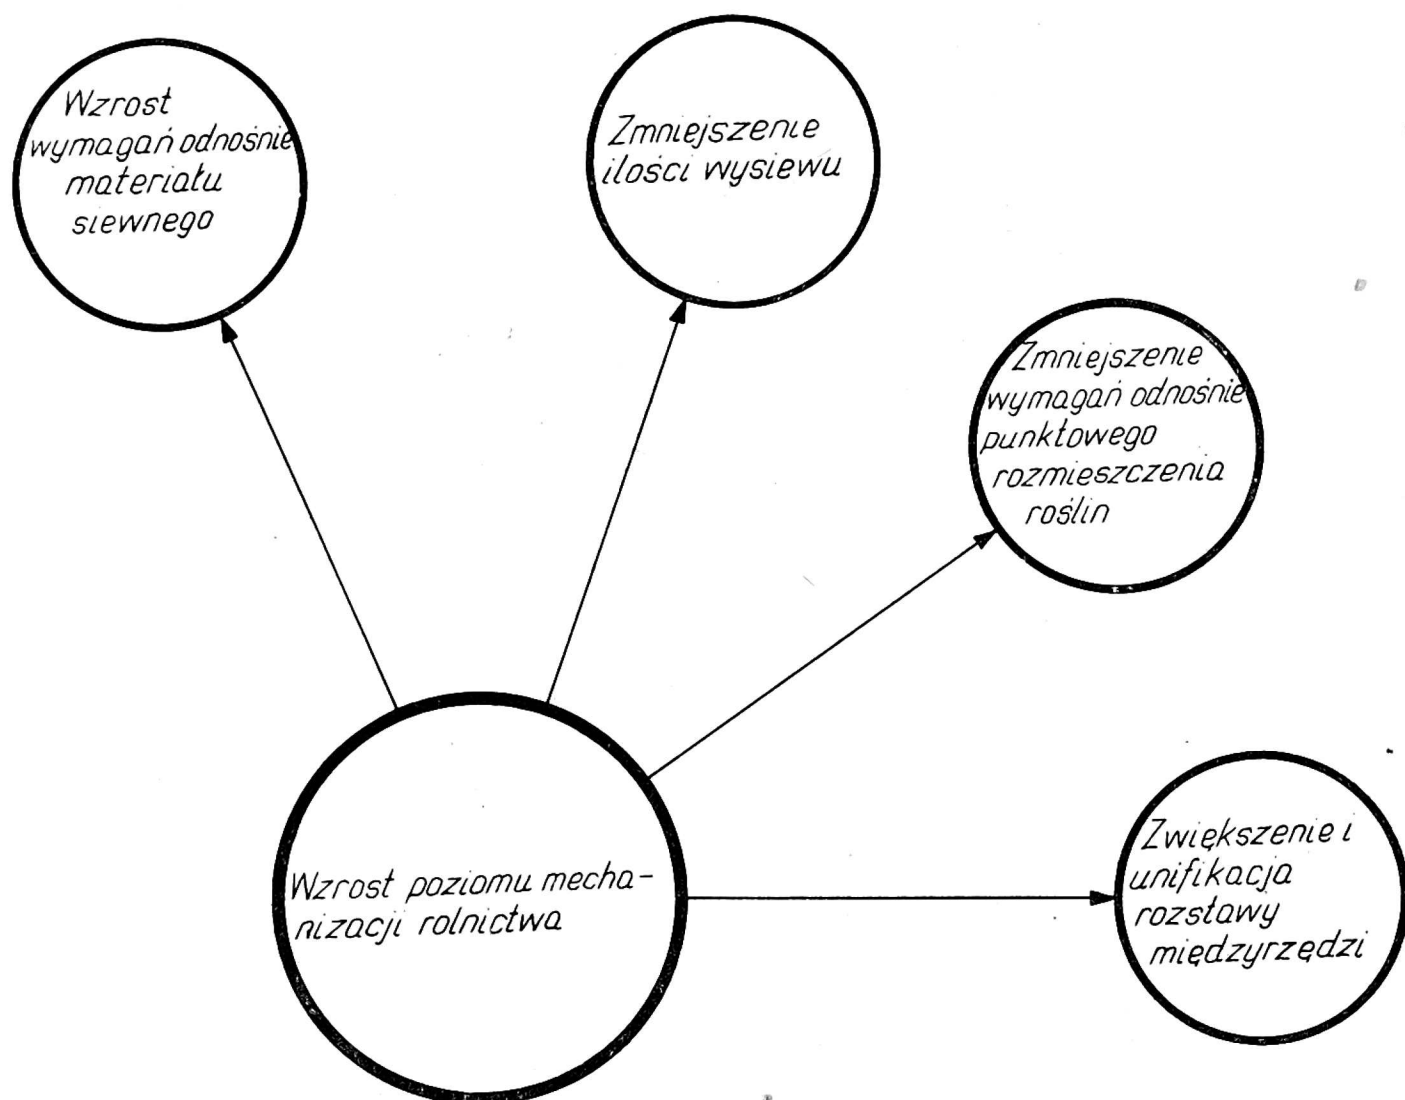 Wzrost
wymagań odnośnie
materiału
siewnego
Zmniejszenie
ilości wysiewu
Zmniejszenie
wymagań odnośnie
punktowego
rozmieszczenia
roślin
Wzrost poziomu mecha-
nizacji rolnictwa
Zwiększenie i
unifikacja
rozstawy
międzyrzędzi